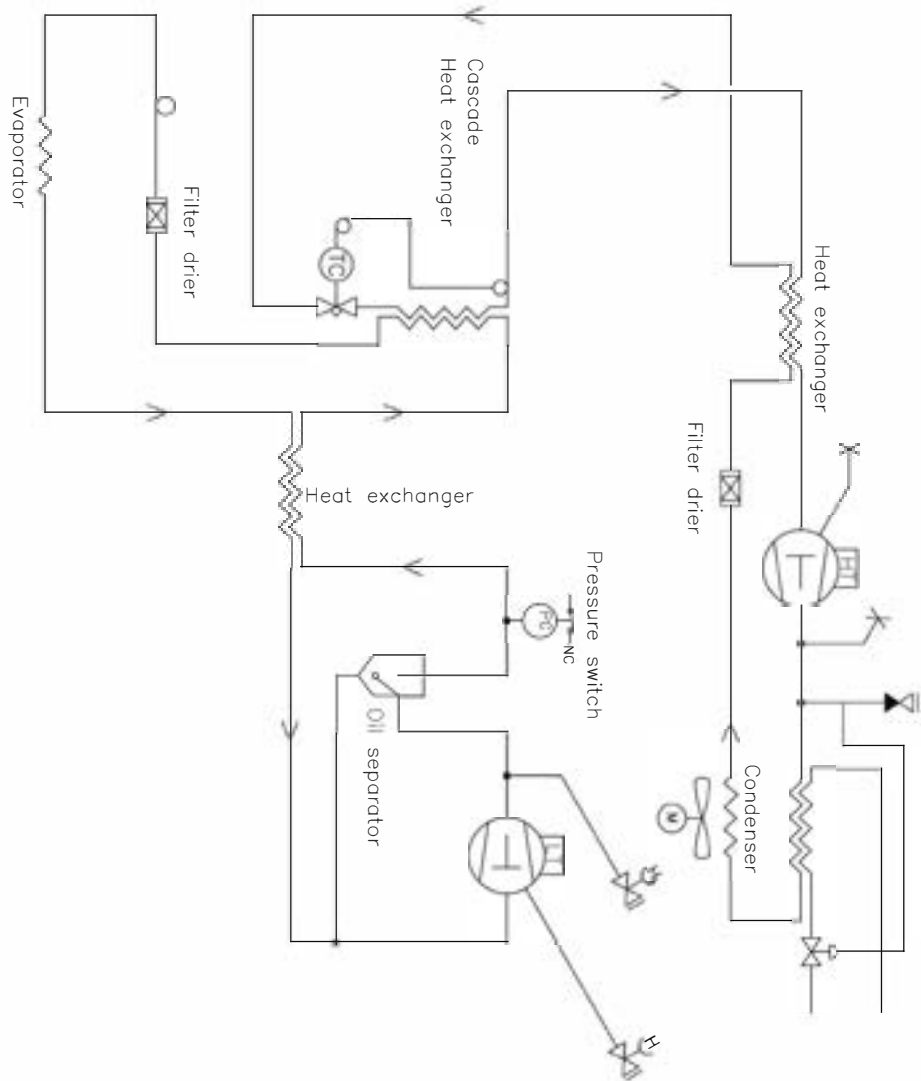 Cascade
Heat exchanger
Evaporator
Filter drier
TC
Heat exchanger
Filter drier
Heat exchanger
Pressure switch
PC
NC
Oil separator
Condenser
M
H